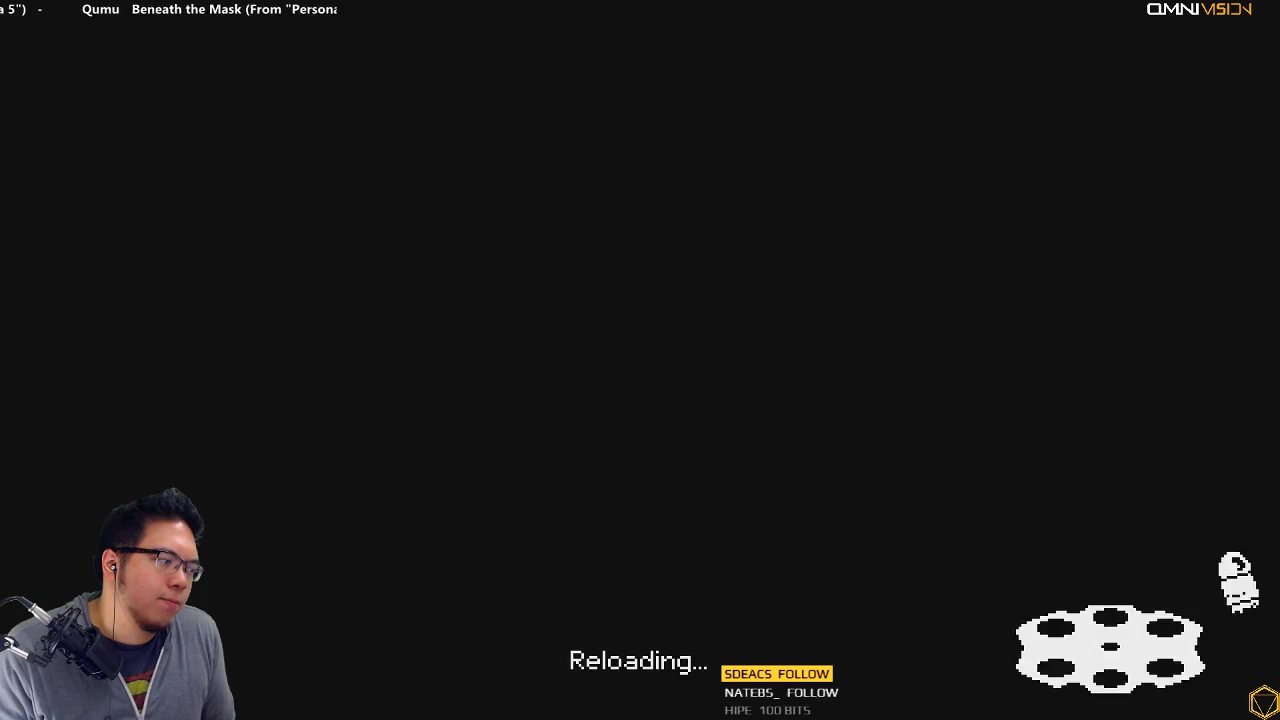 a 5") - Qumu Beneath the Mask (From "Persona
OMNIVISION
Reloading...
SDEACS FOLLOW
NATEBS_ FOLLOW
HIPE 100 BITS